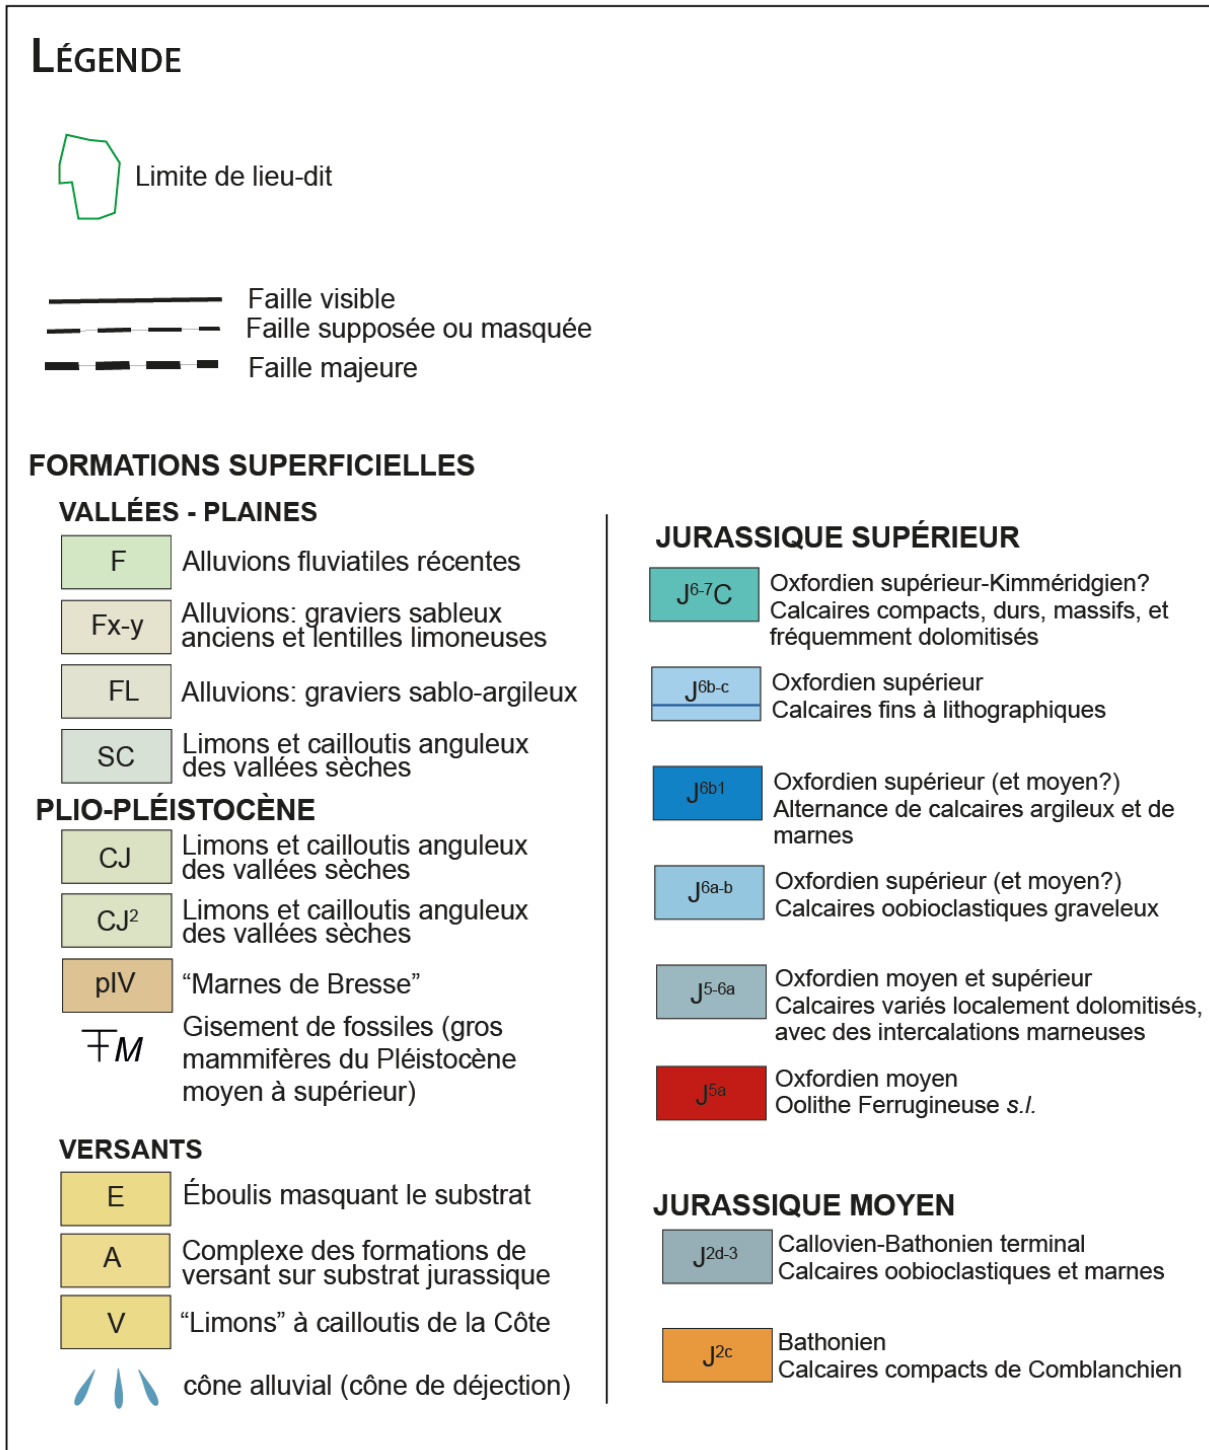 LÉGENDE
Limite de lieu-dit
Faille visible
Faille supposée ou masquée
Faille majeure
FORMATIONS SUPERFICIELLES
VALLÉES - PLAINES
F
Alluvions fluviatiles récentes
Fx-y
Alluvions: graviers sableux
anciens et lentilles limoneuses
FL
Alluvions: graviers sablo-argileux
SC
Limons et cailloutis anguleux
des vallées sèches
PLIO-PLÉISTOCÈNE
CJ
Limons et cailloutis anguleux
des vallées sèches
CJ²
Limons et cailloutis anguleux
des vallées sèches
pIV
“Marnes de Bresse”
M
Gisement de fossiles (gros
mammifères du Pléistocène
moyen à supérieur)
VERSANTS
E
Éboulis masquant le substrat
A
Complexe des formations de
versant sur substrat jurassique
V
“Limons” à cailloutis de la Côte
cône alluvial (cône de déjection)
JURASSIQUE SUPÉRIEUR
J6-7C
Oxfordien supérieur-Kimméridgien?
Calcaires compacts, durs, massifs, et
fréquemment dolomitisés
J6b-c
Oxfordien supérieur
Calcaires fins à lithographiques
J6b1
Oxfordien supérieur (et moyen?)
Alternance de calcaires argileux et de
marnes
J6a-b
Oxfordien supérieur (et moyen?)
Calcaires oobioclastiques graveleux
J5-6a
Oxfordien moyen et supérieur
Calcaires variés localement dolomitisés,
avec des intercalations marneuses
J5a
Oxfordien moyen
Oolithe Ferrugineuse s.l.
JURASSIQUE MOYEN
J2d-3
Callovien-Bathonien terminal
Calcaires oobioclastiques et marnes
J2c
Bathonien
Calcaires compacts de Comblanchien